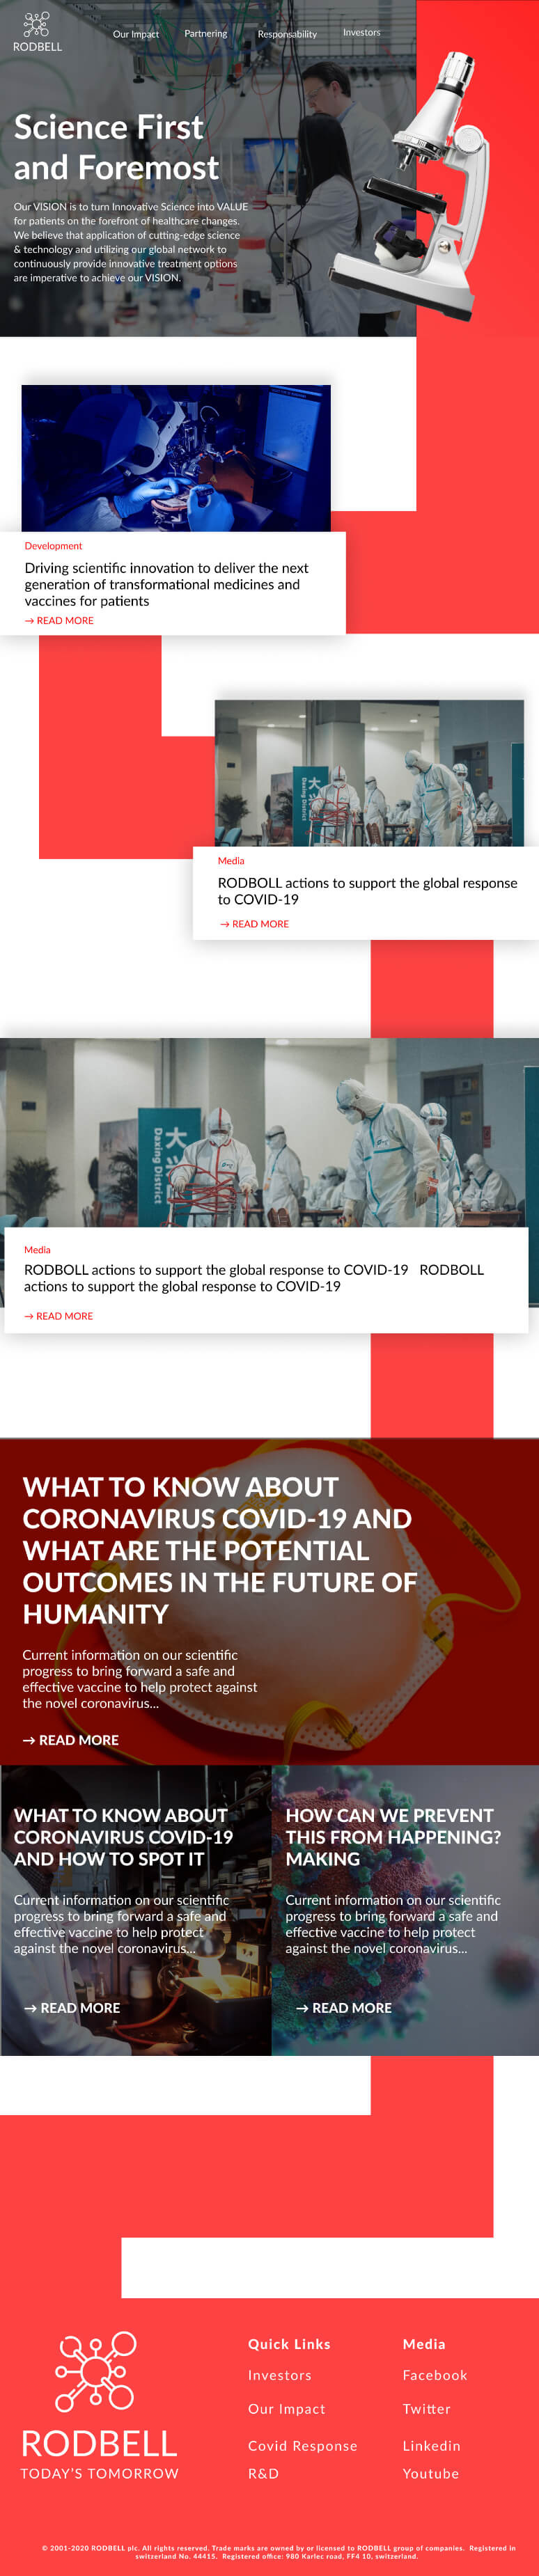 RODBELL
Our Impact Partnering Responsability Investors
Science First
and Foremost
Our VISION is to turn Innovative Science into VALUE
for patients on the forefront of healthcare changes.
We believe that application of cutting-edge science
& technology and utilizing our global network to
continuously provide innovative treatment options
are imperative to achieve our VISION.
Development
Driving scientific innovation to deliver the next
generation of transformational medicines and
vaccines for patients
→ READ MORE
大兴
Daxing District
Media
RODBOLL actions to support the global response
to COVID-19
→ READ MORE
大兴
Daxing District
Media
RODBOLL actions to support the global response to COVID-19 RODBOLL
actions to support the global response to COVID-19
→ READ MORE
WHAT TO KNOW ABOUT
CORONAVIRUS COVID-19 AND
WHAT ARE THE POTENTIAL
OUTCOMES IN THE FUTURE OF
HUMANITY
Current information on our scientific
progress to bring forward a safe and
effective vaccine to help protect against
the novel coronavirus...
→ READ MORE
WHAT TO KNOW ABOUT
CORONAVIRUS COVID-19
AND HOW TO SPOT IT
Current information on our scientific
progress to bring forward a safe and
effective vaccine to help protect
against the novel coronavirus...
→ READ MORE
HOW CAN WE PREVENT
THIS FROM HAPPENING?
MAKING
Current information on our scientific
progress to bring forward a safe and
effective vaccine to help protect
against the novel coronavirus...
→ READ MORE
RODBELL
TODAY'S TOMORROW
Quick Links
Investors
Our Impact
Covid Response
R&D
Media
Facebook
Twitter
Linkedin
Youtube
© 2001-2020 RODBELL plc. All rights reserved. Trade marks are owned by or licensed to RODBELL group of companies. Registered in
switzerland No. 44415. Registered office: 980 Karlec road, FF4 10, switzerland.